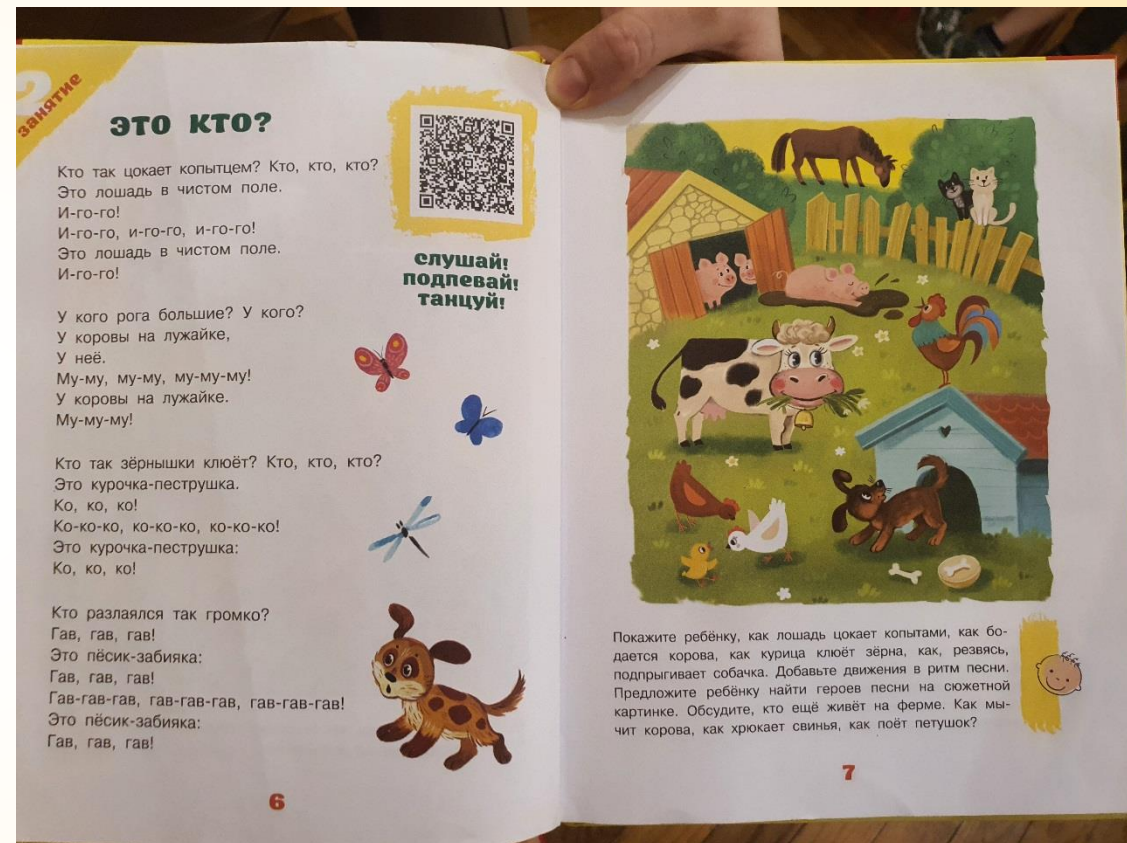 занятие
ЭТО КТО?
Кто так цокает копытцем? Кто, кто, кто?
Это лошадь в чистом поле.
И-го-го!
И-го-го, и-го-го, и-го-го!
Это лошадь в чистом поле.
И-го-го!
У кого рога большие? У кого?
У коровы на лужайке,
У неё.
Му-му, му-му, му-му-му!
У коровы на лужайке.
Му-му-му!
Кто так зёрнышки клюёт? Кто, кто, кто?
Это курочка-пеструшка.
Ко, ко, ко!
Ко-ко-ко, ко-ко-ко, ко-ко-ко!
Это курочка-пеструшка:
Ко, ко, ко!
Кто разлаялся так громко?
Гав, гав, гав!
Это пёсик-забияка:
Гав, гав, гав!
Гав-гав-гав, гав-гав-гав, гав-гав-гав!
Это пёсик-забияка:
Гав, гав, гав!
6
слушай!
подпевай!
танцуй!
Покажите ребёнку, как лошадь цокает копытами, как бо-
дается корова, как курица клюёт зёрна, как, резвясь,
подпрыгивает собачка. Добавьте движения в ритм песни.
Предложите ребёнку найти героев песни на сюжетной
картинке. Обсудите, кто ещё живёт на ферме. Как мы-
чит корова, как хрюкает свинья, как поёт петушок?
7